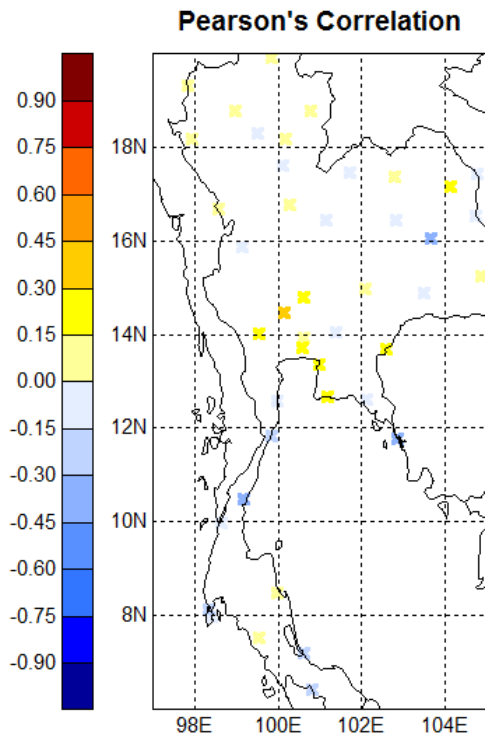 Pearson's Correlation
0.90
0.75
0.60
0.45
0.30
0.15
0.00
-0.15
-0.30
-0.45
-0.60
-0.75
-0.90
18N
16N
14N
12N
10N
8N
98E 100E 102E 104E